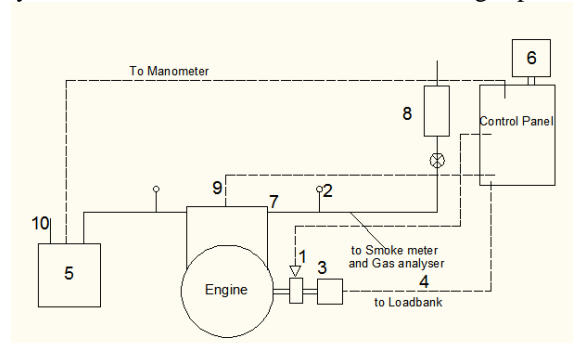 6
To Manometer
8
Control Panel
9
7
2
10
1
to Smoke meter
and Gas analyser
5
Engine
3
4
to Loadbank